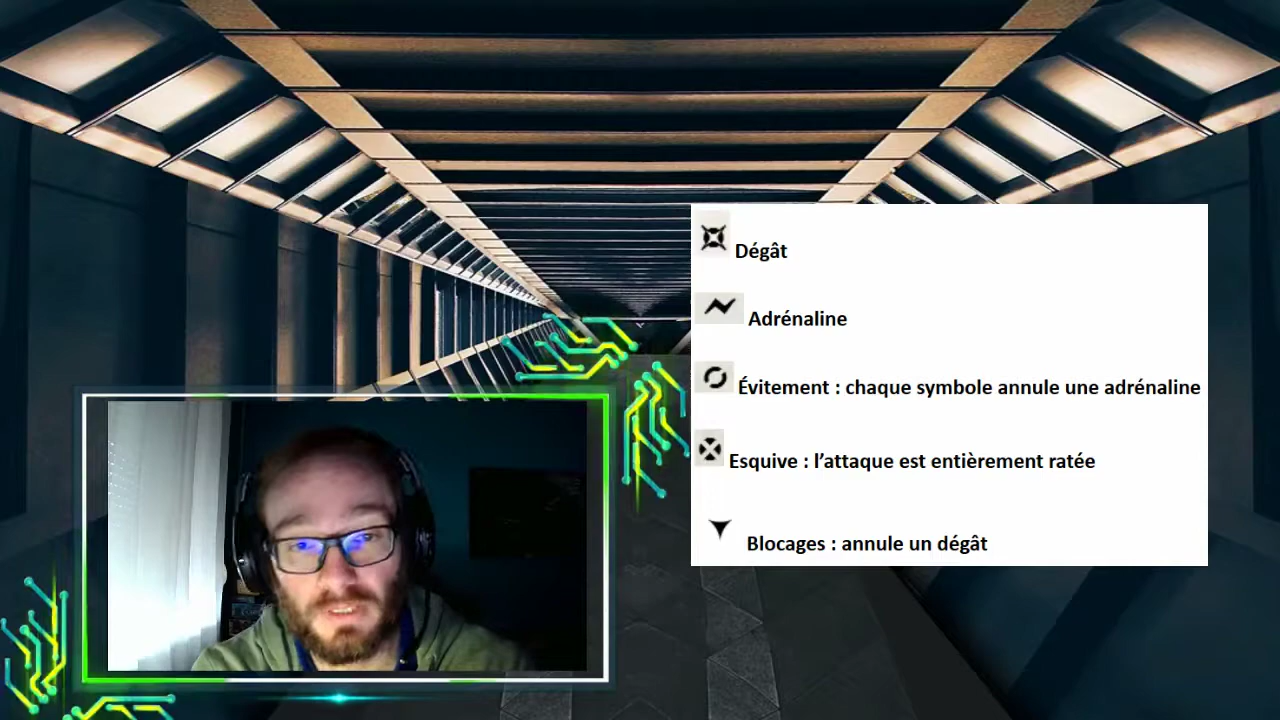 Dégât
Adrénaline
Évitement : chaque symbole annule une adrénaline
Esquive : l’attaque est entièrement ratée
Blocages : annule un dégât